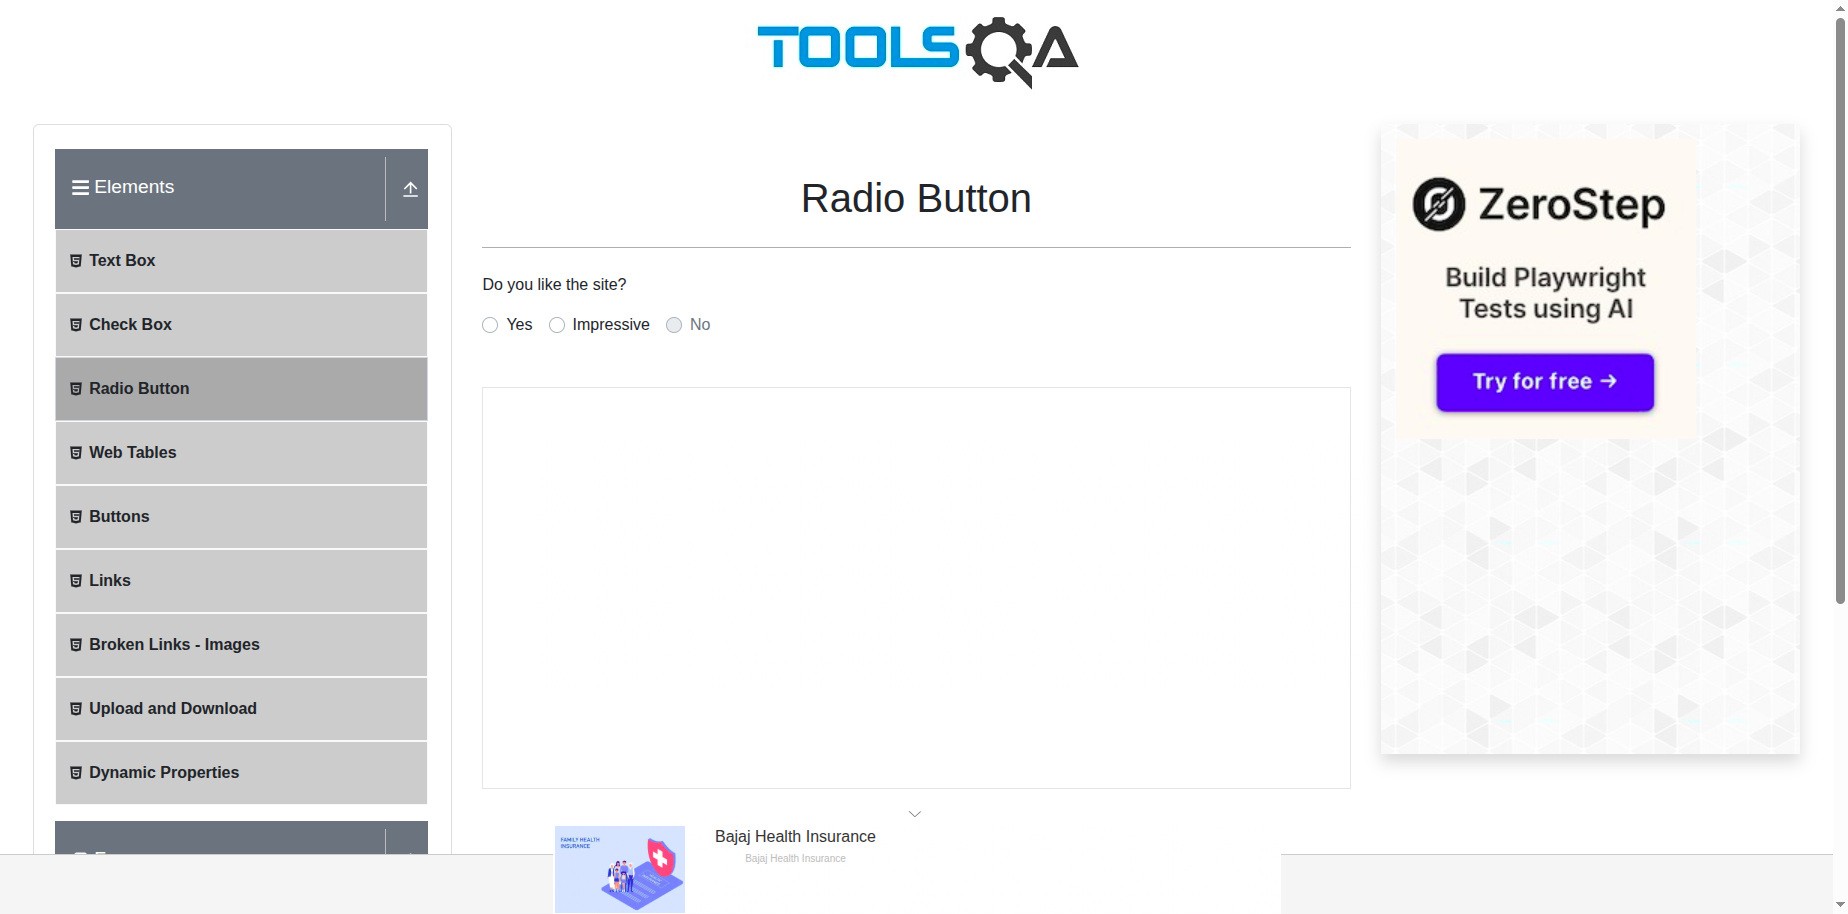 TOOLSQA
Elements
Text Box
Check Box
Radio Button
Web Tables
Buttons
Links
Broken Links - Images
Upload and Download
Dynamic Properties
Radio Button
Do you like the site?
Yes
Impressive
No
ZeroStep
Build Playwright
Tests using AI
Try for free →
FAMILY HEALTH
INSURANCE
Bajaj Health Insurance
Bajaj Health Insurance